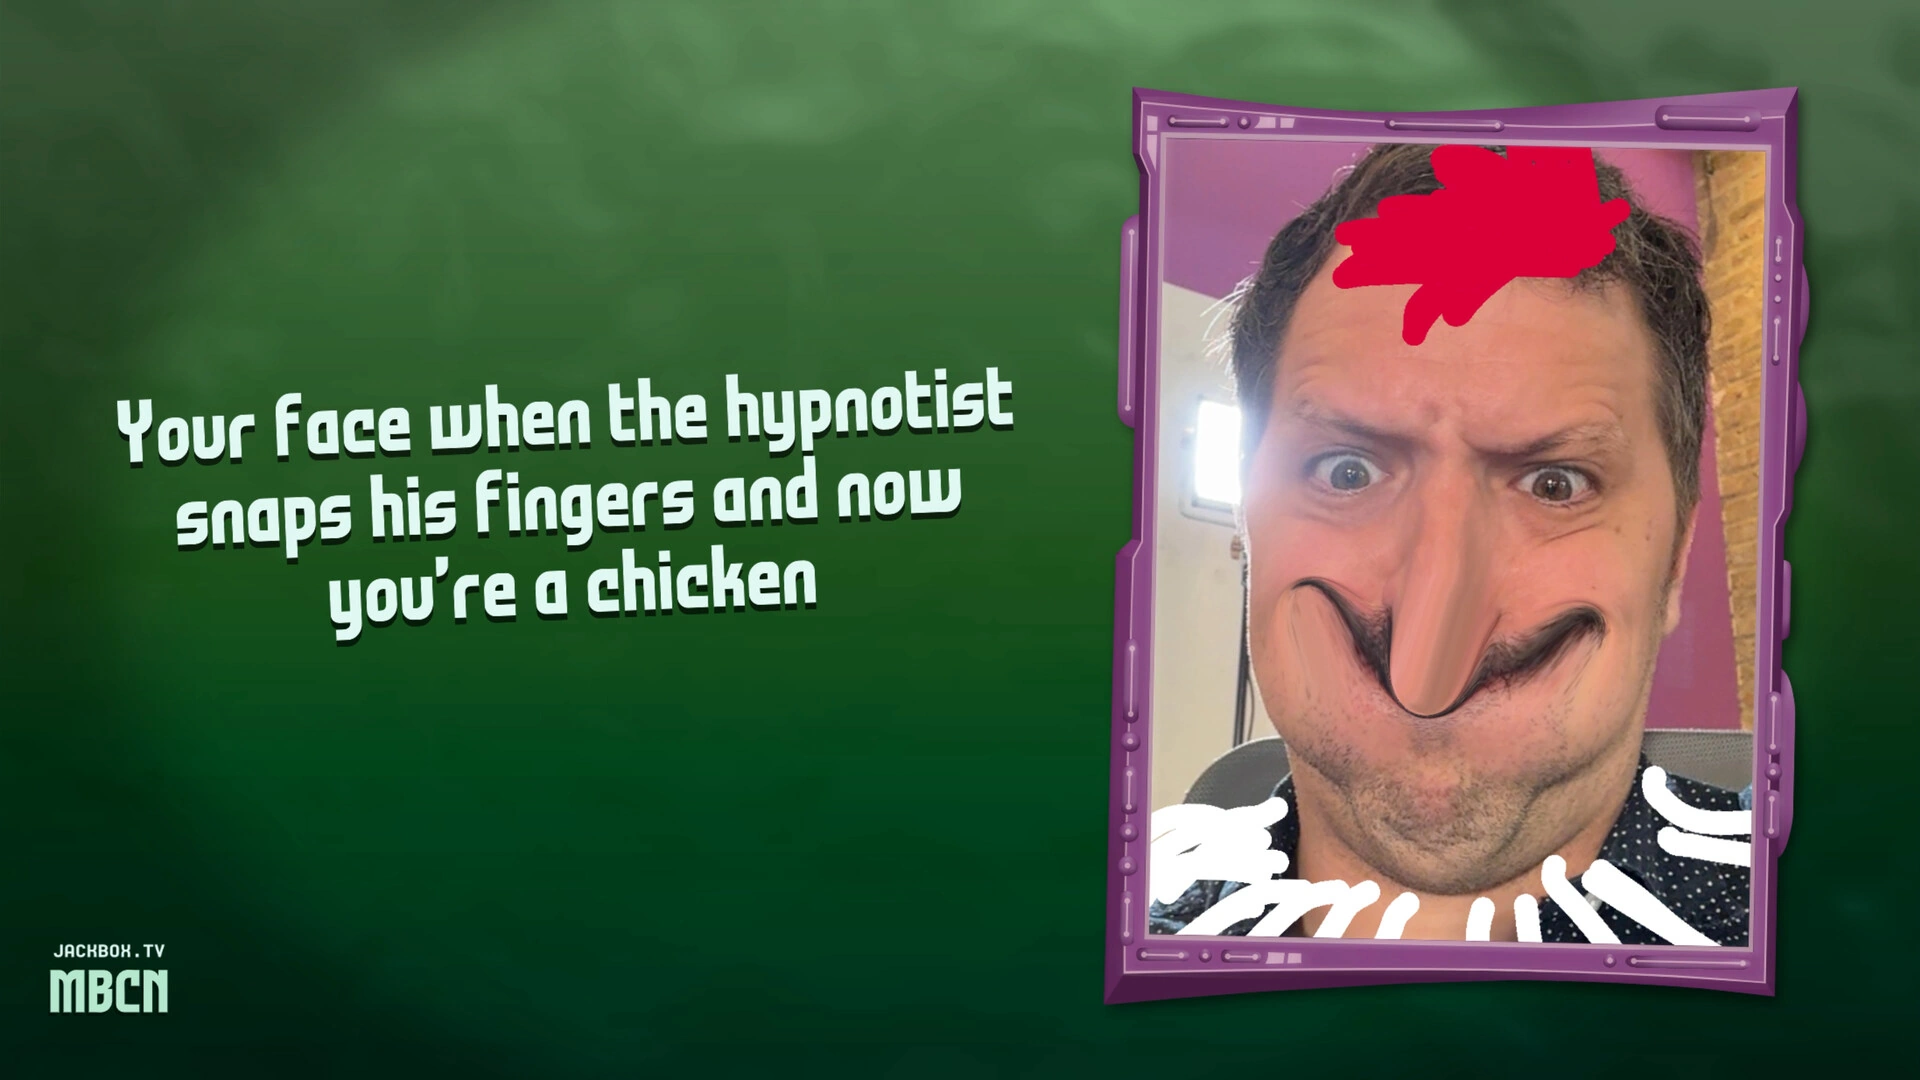 Your face when the hypnotist
snaps his fingers and now
you're a chicken
JACKBOX.TV
MBCN